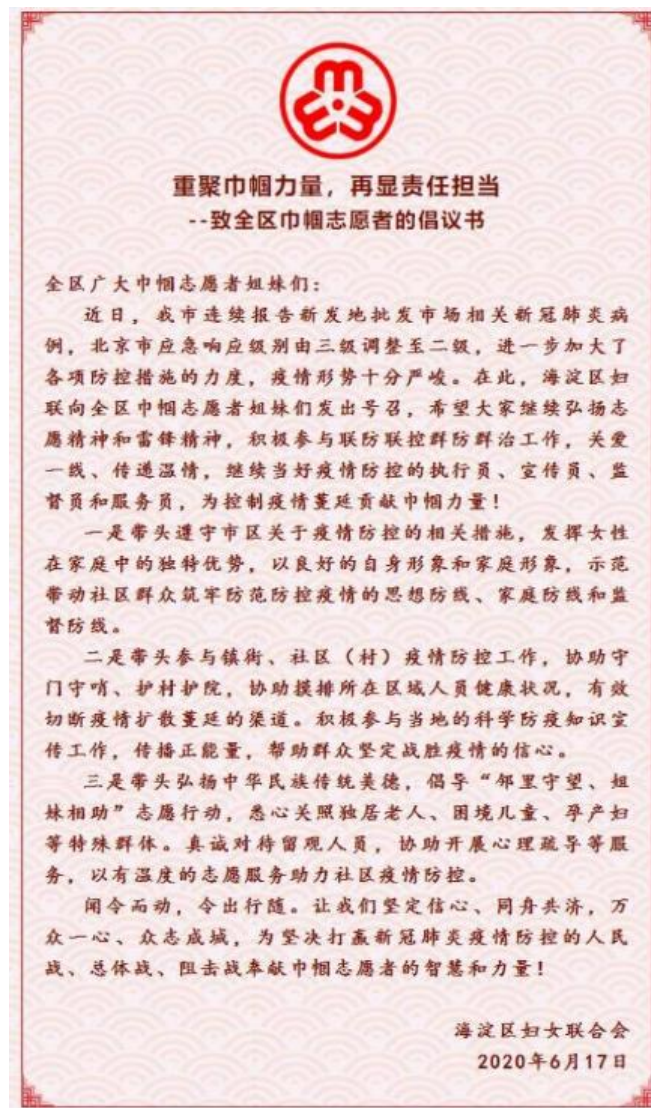 重聚巾帼力量，再显责任担当
--致全区巾帼志愿者的倡议书
全区广大巾帼志愿者姐妹们：
近日，我市连续报告新发地批发市场相关新冠肺炎病
例，北京市应急响应级别由三级调整至二级，进一步加大了
各项防控措施的力度，疫情形势十分严峻。在此，海淀区妇
联向全区巾帼志愿者姐妹们发出号召，希望大家继续弘扬志
愿精神和雷锋精神，积极参与联防联控群防群治工作，关爱
一线、传递温情，继续当好疫情防控的执行员、宣传员、监
督员和服务员，为控制疫情蔓延贡献巾帼力量！
一是带头遵守市区关于疫情防控的相关措施，发挥女性
在家庭中的独特优势，以良好的自身形象和家庭形象，示范
带动社区群众筑牢防范防控疫情的思想防线、家庭防线和监
督防线。
二是带头参与镇街、社区（村）疫情防控工作，协助守
门守哨、护村护院，协助摸排所在区域人员健康状况，有效
切断疫情扩散蔓延的渠道。积极参与当地的科学防疫知识宣
传工作，传播正能量，帮助群众坚定战胜疫情的信心。
三是带头弘扬中华民族传统美德，倡导“邻里守望、姐
妹相助”志愿行动，悉心关照独居老人、困境儿童、孕产妇
等特殊群体。真诚对待留观人员，协助开展心理疏导等服
务，以有温度的志愿服务助力社区疫情防控。
闻令而动，令出行随。让我们坚定信心、同舟共济，万
众一心、众志成城，为坚决打赢新冠肺炎疫情防控的人民
战、总体战、阻击战奉献巾帼志愿者的智慧和力量！
海淀区妇女联合会
2020年6月17日